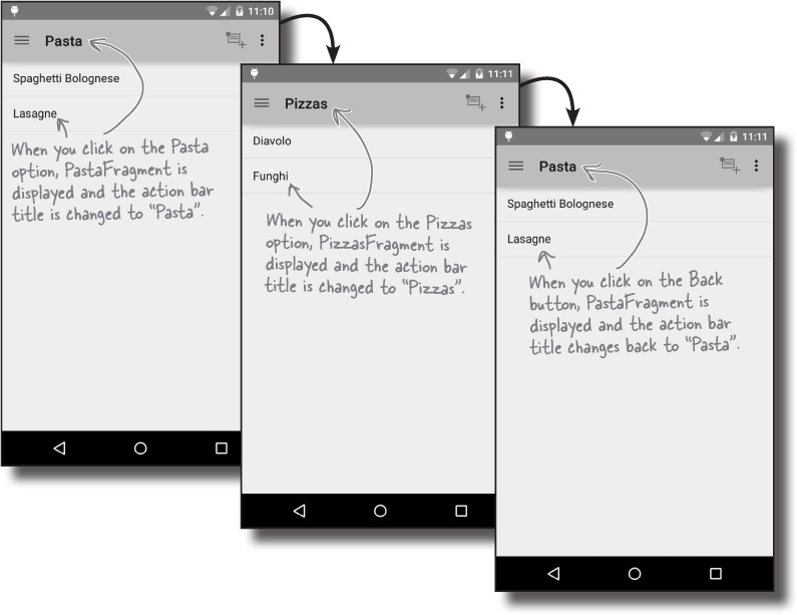 11:10
Pasta
Spaghetti Bolognese
Lasagne
When you click on the Pasta
option, PastaFragment is
displayed and the action bar
title is changed to “Pasta”.
11:11
Pizzas
Diavolo
Funghi
When you click on the Pizzas
option, PizzasFragment is
displayed and the action bar
title is changed to “Pizzas”.
11:11
Pasta
Spaghetti Bolognese
Lasagne
When you click on the Back
button, PastaFragment is
displayed and the action bar
title changes back to “Pasta”.